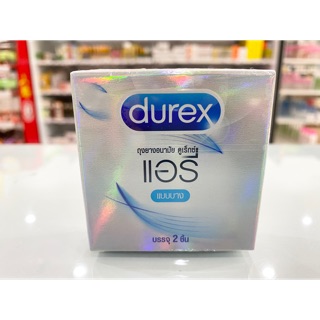 durex
ถุงยางอนามัย ดูเร็กซ์
แอรี่
แบบบาง
บรรจุ 2 ชิ้น